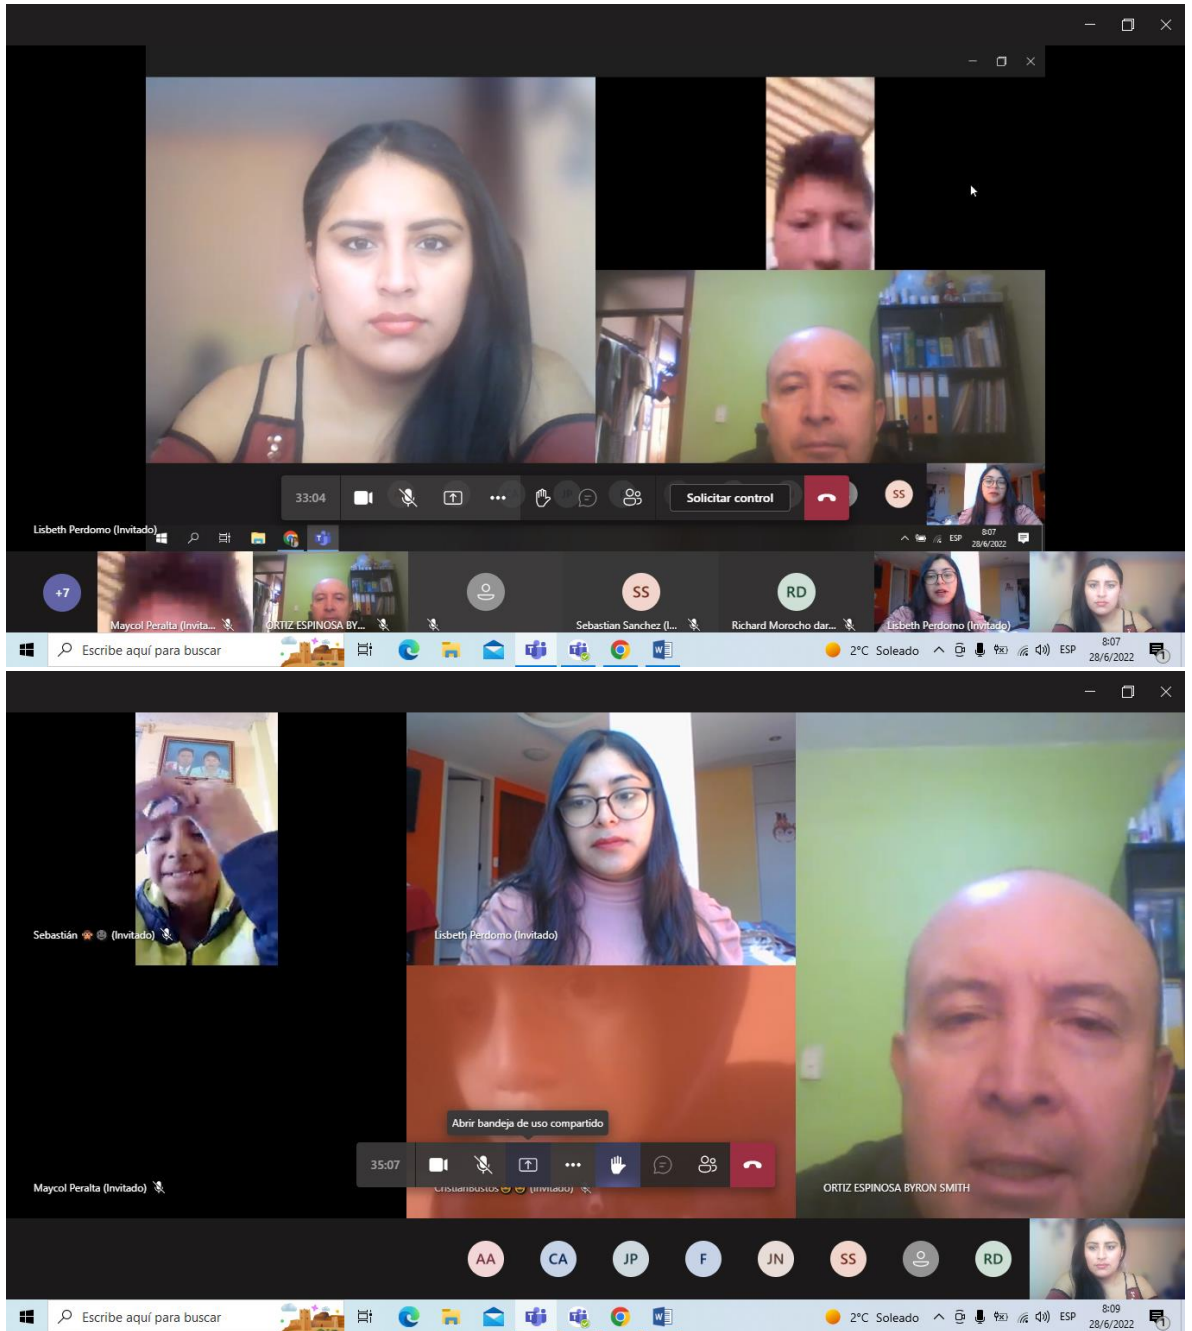 33:04
Solicitar control
SS
Lisbeth Perdomo (Invitado)
ESP
8:07
28/6/2022
+7
Maycol Peralta (Invita...
ORTIZ ESPINOSA BY...
SS
Sebastian Sanchez (I...
RD
Richard Morocho dar...
Lisbeth Perdomo (Invitado)
Escribe aquí para buscar
2°C Soleado
ESP
8:07
28/6/2022
1
Sebastián 🙊 (Invitado)
Lisbeth Perdomo (Invitado)
Abrir bandeja de uso compartido
35:07
Maycol Peralta (Invitado)
CristianBustos (Invitado)
ORTIZ ESPINOSA BYRON SMITH
AA
CA
JP
F
JN
SS
RD
Escribe aquí para buscar
2°C Soleado
ESP
8:09
28/6/2022
1